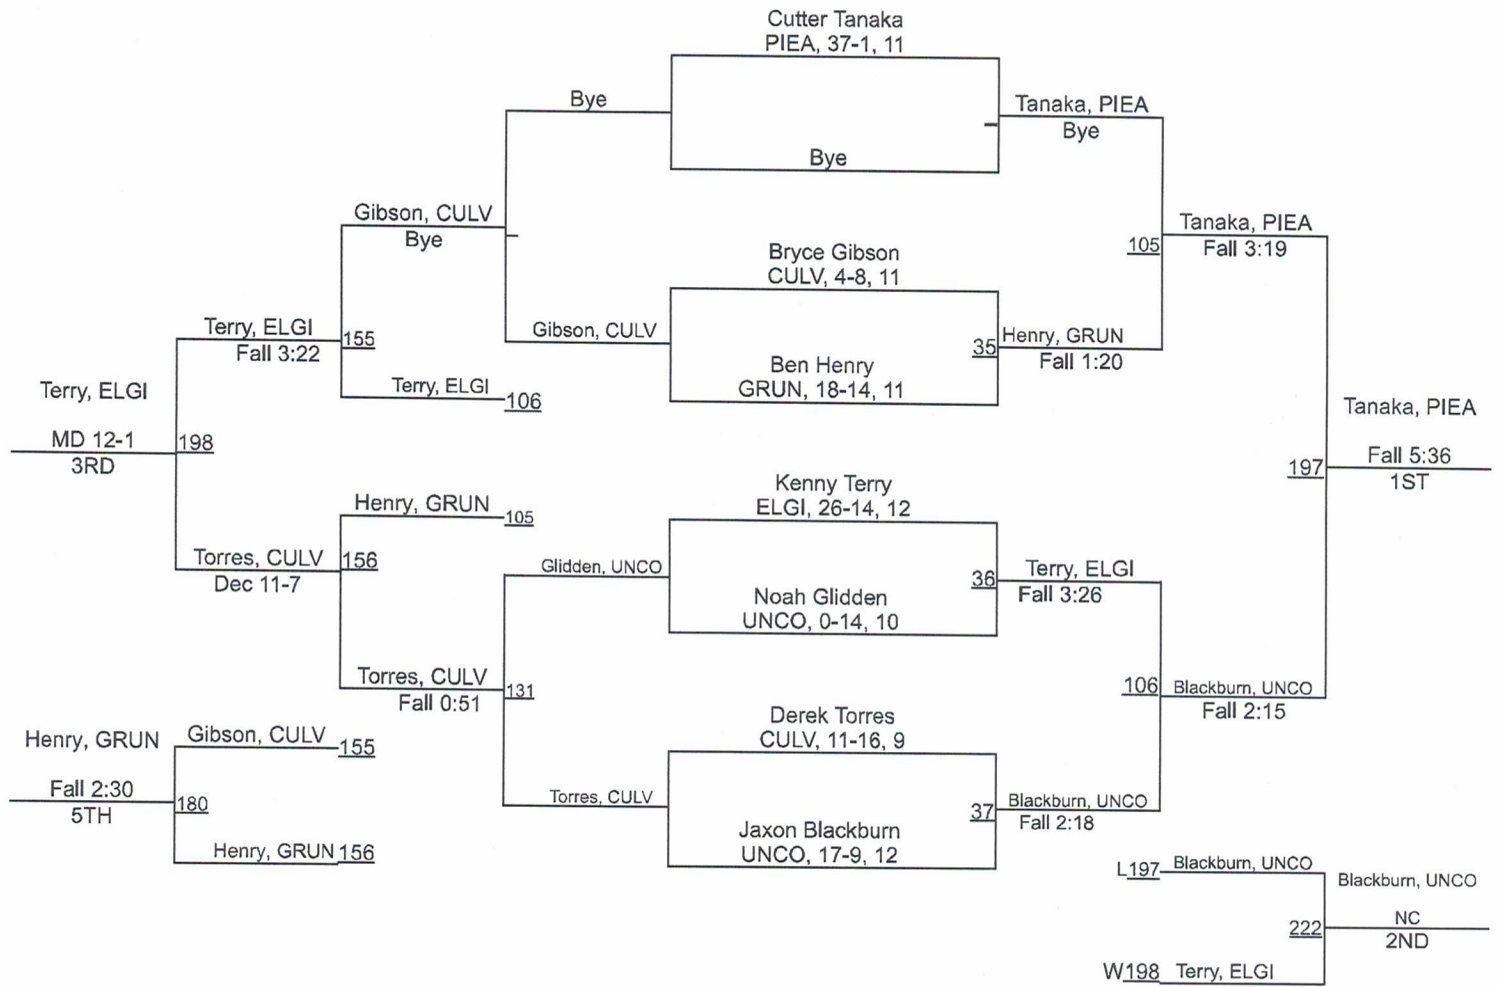 Cutter Tanaka
PIEA, 37-1, 11
Bye
Tanaka, PIEA
Bye
Bye
Gibson, CULV
Bye
Tanaka, PIEA
105
Fall 3:19
Bryce Gibson
CULV, 4-8, 11
Terry, ELGI
155
Fall 3:22
Gibson, CULV
35
Henry, GRUN
Fall 1:20
Ben Henry
GRUN, 18-14, 11
Terry, ELGI
Terry, ELGI
106
Tanaka, PIEA
MD 12-1
198
3RD
Fall 5:36
197
1ST
Kenny Terry
ELGI, 26-14, 12
Henry, GRUN
105
Torres, CULV
156
Dec 11-7
Glidden, UNCO
36
Terry, ELGI
Fall 3:26
Noah Glidden
UNCO, 0-14, 10
Torres, CULV
131
Fall 0:51
106
Blackburn, UNCO
Fall 2:15
Derek Torres
CULV, 11-16, 9
Henry, GRUN
Gibson, CULV
155
Fall 2:30
180
5TH
Torres, CULV
37
Blackburn, UNCO
Fall 2:18
Jaxon Blackburn
UNCO, 17-9, 12
Henry, GRUN
156
L197
Blackburn, UNCO
Blackburn, UNCO
222
NC
2ND
W198
Terry, ELGI